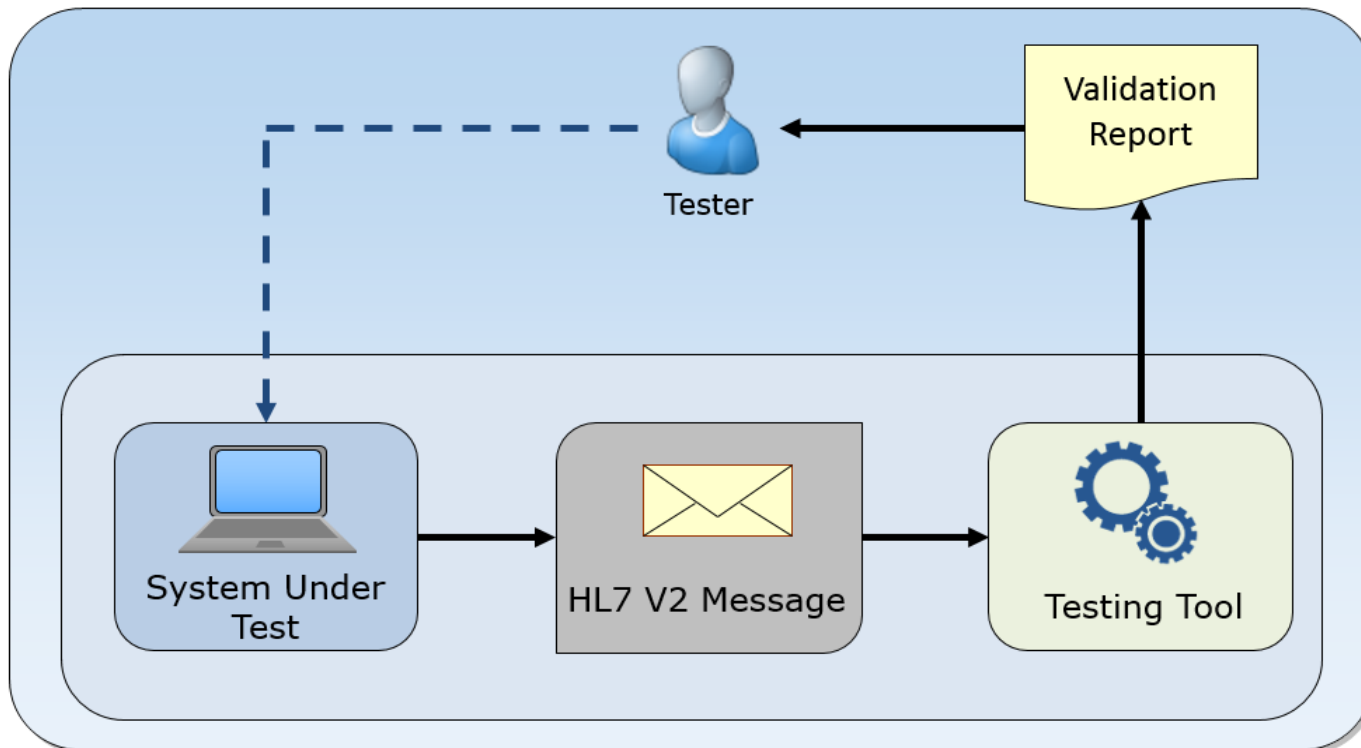 Validation
Report
Tester
System Under
Test
HL7 V2 Message
Testing Tool